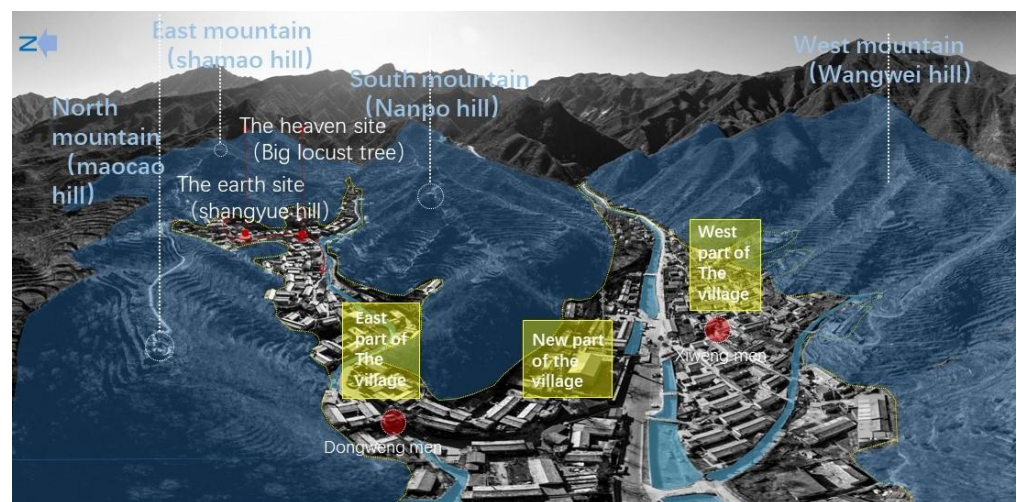 N
East mountain
（shamao hill）
West mountain
（Wangwei hill）
South mountain
（Nanpo hill）
North
mountain
（maocao
hill）
The heaven site
（Big locust tree）
The earth site
（shangyue hill）
West
part of
The
village
East
part of
The
village
New part
of the
village
Xiweng men
Dongweng men